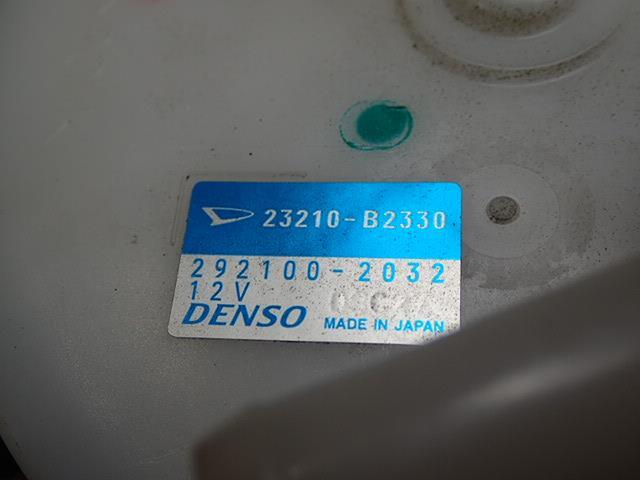 23210-B2330
292100-2032
12V
DENSO MADE IN JAPAN